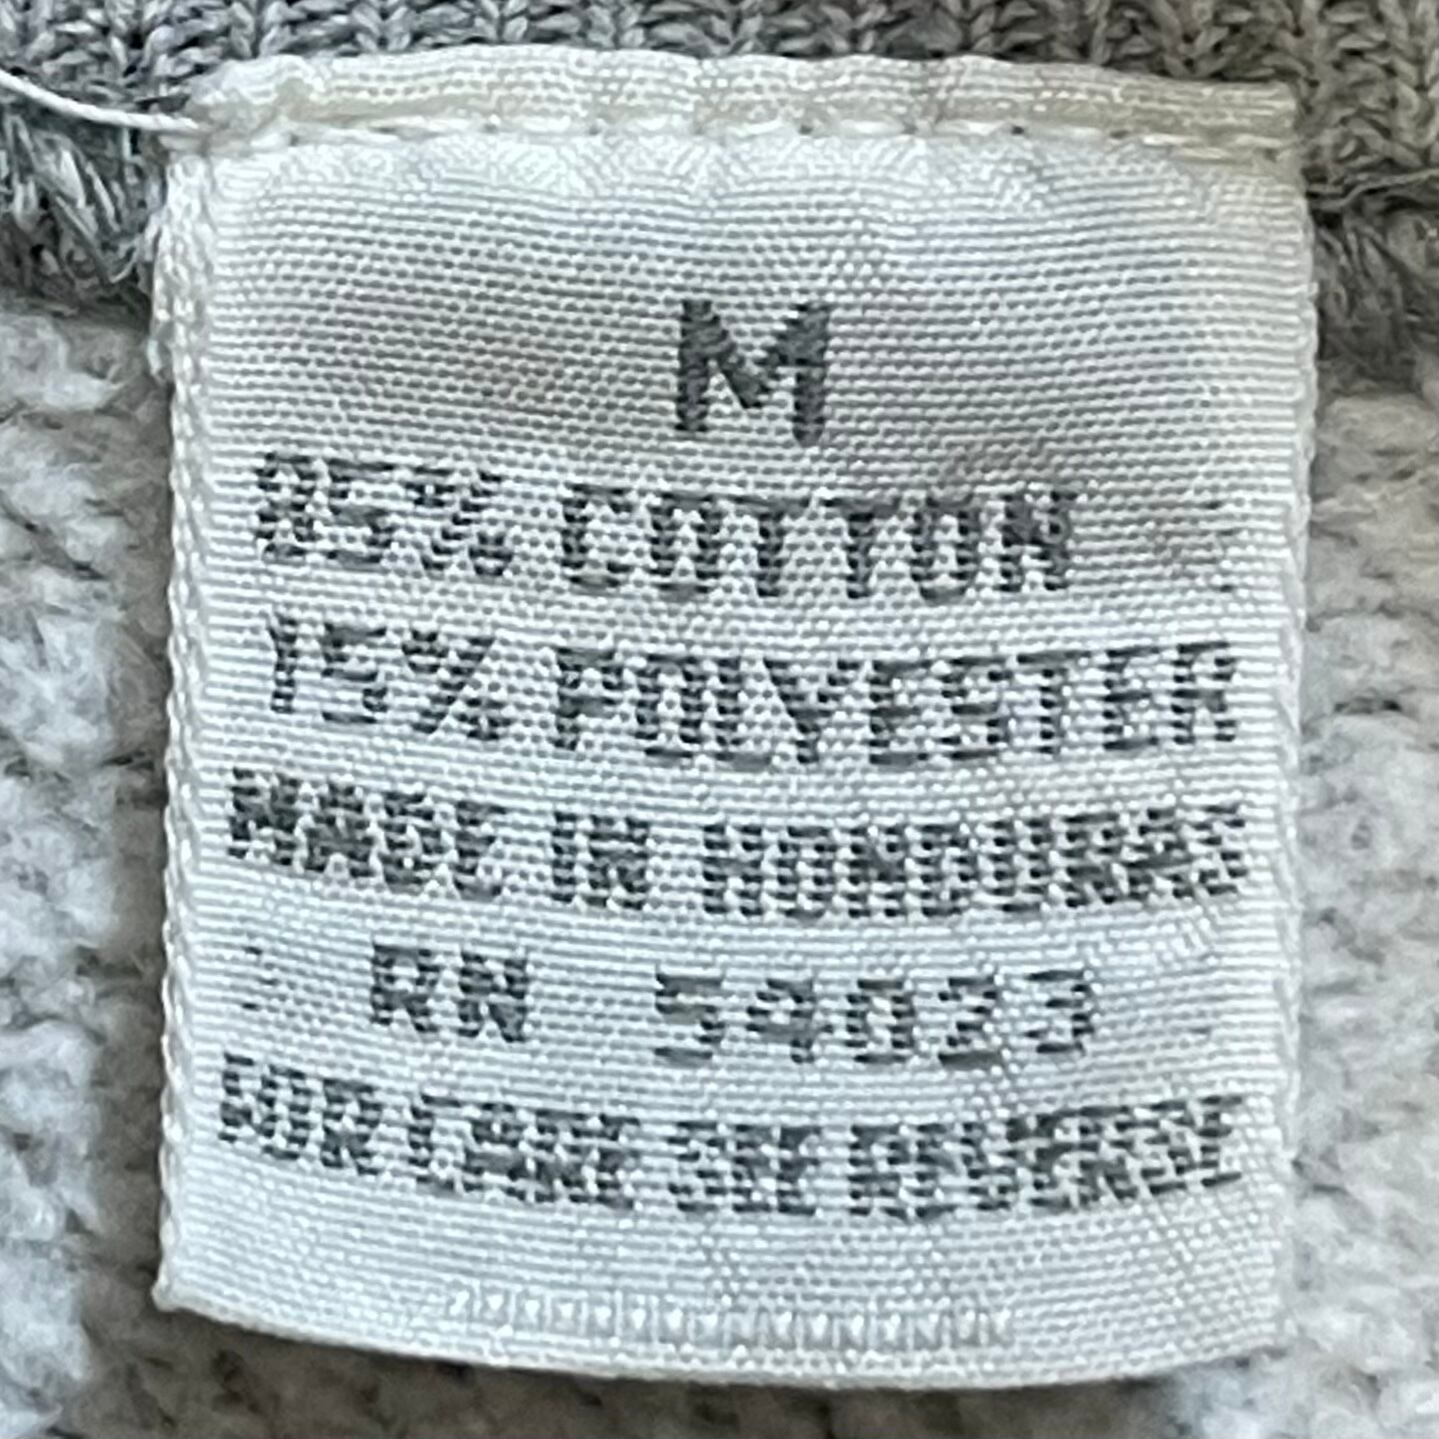 M
85% COTTON
15% POLYESTER
MADE IN HONDURAS
RN 54023
FOR CARE SEE REVERSE